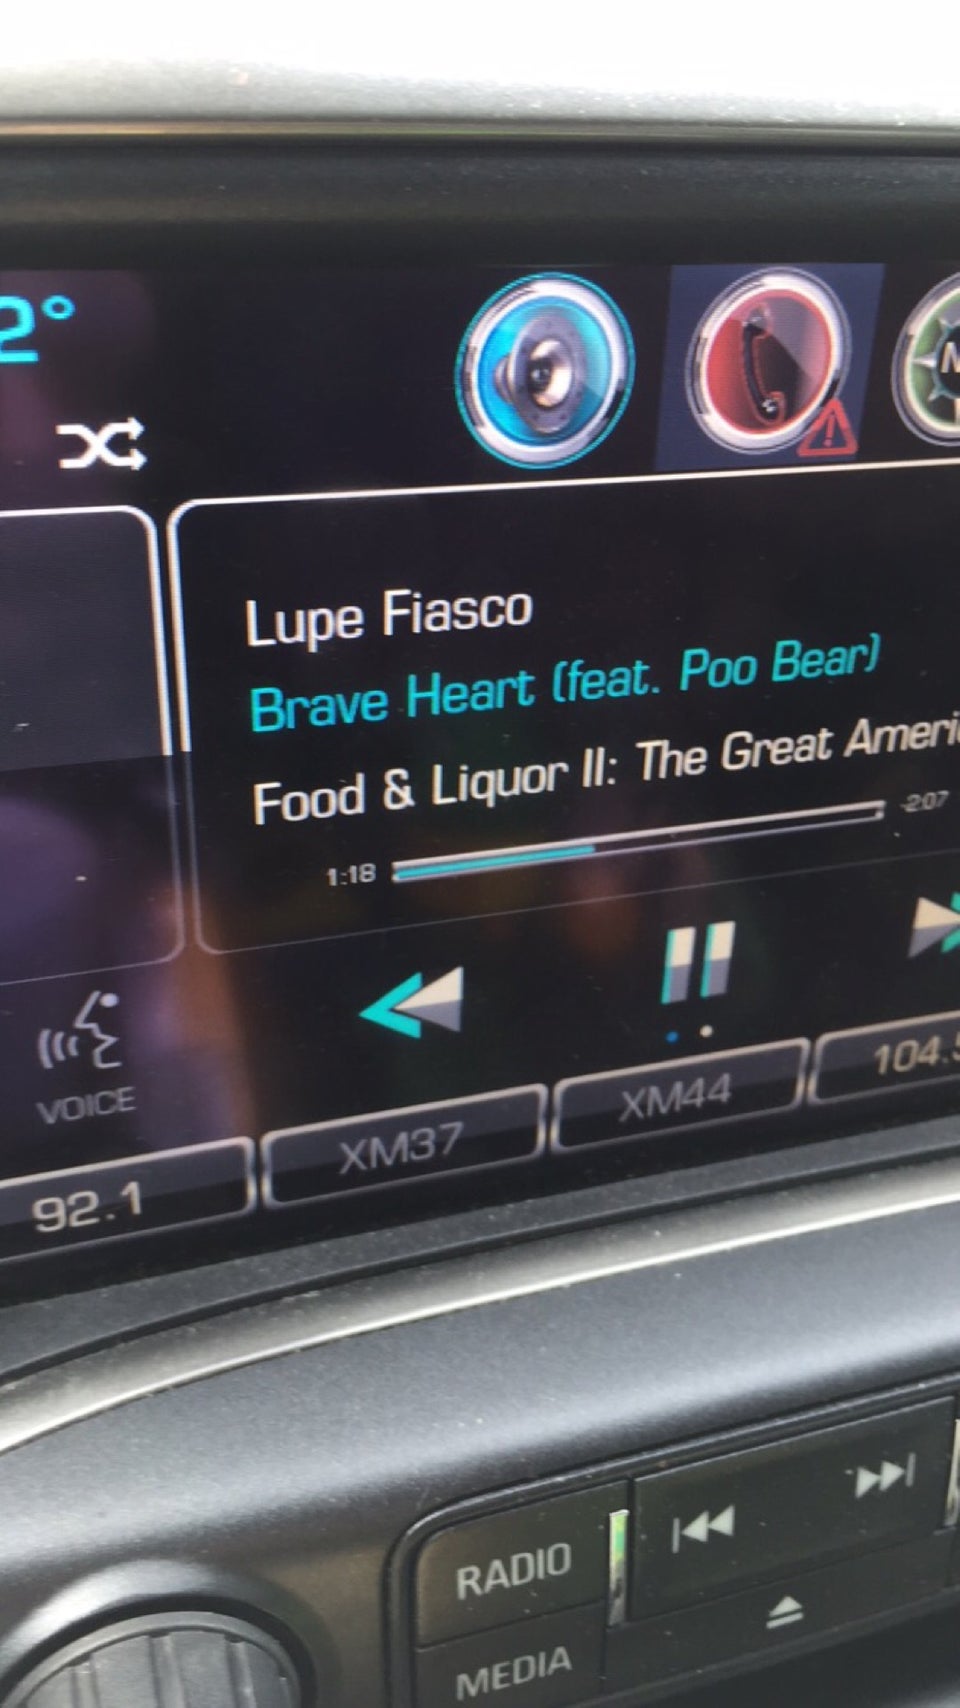 2°
Lupe Fiasco
Brave Heart (feat. Poo Bear)
Food & Liquor II: The Great Ameri
1:18
-2:07
VOICE
92.1
XM37
XM44
104.5
RADIO
MEDIA